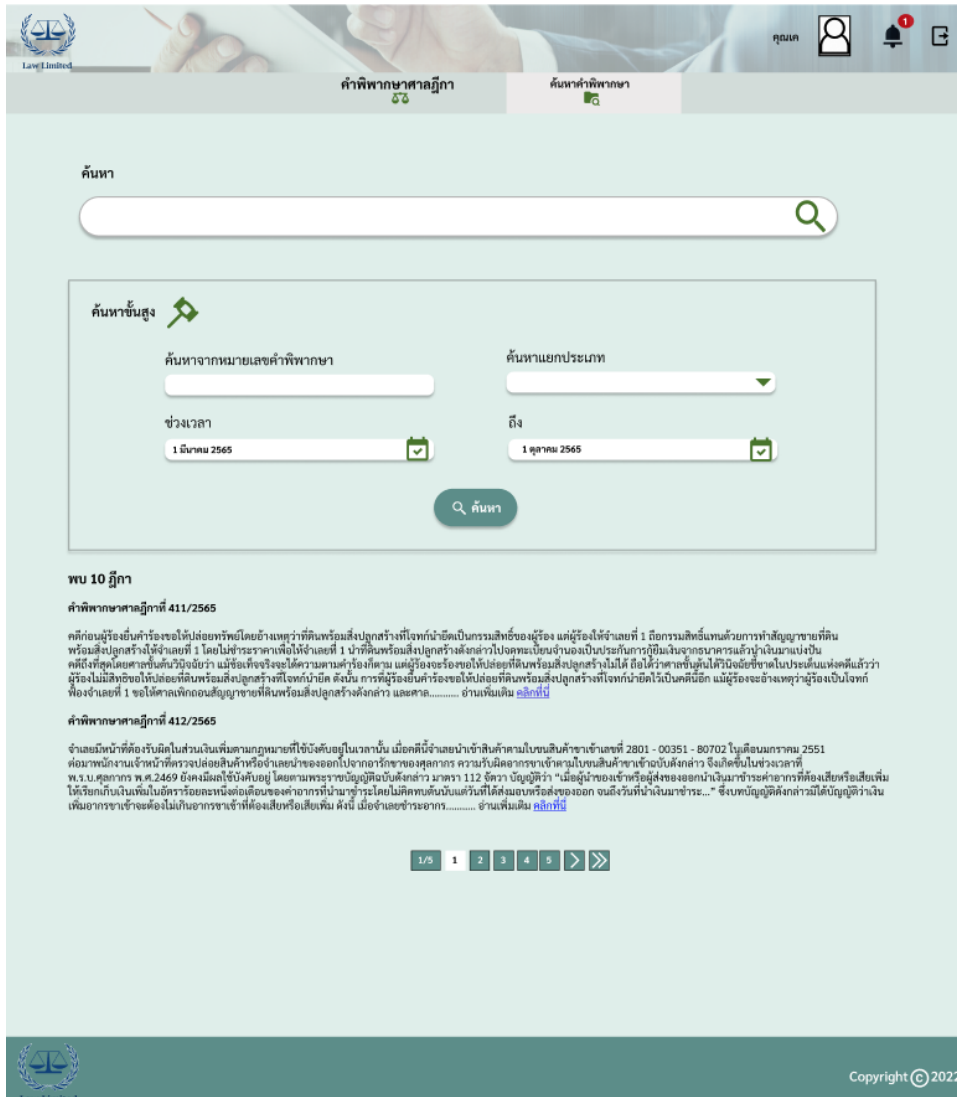 Law Limited
คุณเค
1
คำพิพากษาศาลฎีกา
ค้นหาคำพิพากษา
ค้นหา
ค้นหาขั้นสูง
ค้นหาจากหมายเลขคำพิพากษา
ค้นหาแยกประเภท
ช่วงเวลา
ถึง
1 มีนาคม 2565
1 ตุลาคม 2565
ค้นหา
พบ 10 ฎีกา
คำพิพากษาศาลฎีกาที่ 411/2565
คดีก่อนผู้ร้องยื่นคำร้องขอให้ปล่อยทรัพย์โดยอ้างเหตุว่าที่ดินพร้อมสิ่งปลูกสร้างที่โจทก์นำยึดเป็นกรรมสิทธิ์ของผู้ร้อง แต่ผู้ร้องให้จำเลยที่ 1 ถือกรรมสิทธิ์แทนด้วยการทำสัญญาขายที่ดิน
พร้อมสิ่งปลูกสร้างให้จำเลยที่ 1 โดยไม่ชำระราคาเพื่อให้จำเลยที่ 1 นำที่ดินพร้อมสิ่งปลูกสร้างดังกล่าวไปจดทะเบียนจำนองเป็นประกันการกู้ยืมเงินจากธนาคารแล้วนำเงินมาแบ่งปัน
คดีถึงที่สุดโดยศาลชั้นต้นวินิจฉัยว่า แม้ข้อเท็จจริงจะได้ความตามคำร้องก็ตาม แต่ผู้ร้องจะร้องขอให้ปล่อยที่ดินพร้อมสิ่งปลูกสร้างไม่ได้ ถือได้ว่าศาลชั้นต้นได้วินิจฉัยชี้ขาดในประเด็นแห่งคดีแล้วว่า
ผู้ร้องไม่มีสิทธิขอให้ปล่อยที่ดินพร้อมสิ่งปลูกสร้างที่โจทก์นำยึด ดังนั้น การที่ผู้ร้องยื่นคำร้องขอให้ปล่อยที่ดินพร้อมสิ่งปลูกสร้างที่โจทก์นำยึดไว้เป็นคดีนี้อีก แม้ผู้ร้องจะอ้างเหตุว่าผู้ร้องเป็นโจทก์
ฟ้องจำเลยที่ 1 ขอให้ศาลเพิกถอนสัญญาขายที่ดินพร้อมสิ่งปลูกสร้างดังกล่าว และศาล........... อ่านเพิ่มเติม คลิกที่นี่
คำพิพากษาศาลฎีกาที่ 412/2565
จำเลยมีหน้าที่ต้องรับผิดในส่วนเงินเพิ่มตามกฎหมายที่ใช้บังคับอยู่ในเวลานั้น เมื่อคดีนี้จำเลยนำเข้าสินค้าตามใบขนสินค้าขาเข้าเลขที่ 2801 - 00351 - 80702 ในเดือนมกราคม 2551
ต่อมาพนักงานเจ้าหน้าที่ตรวจปล่อยสินค้าหรือจำเลยนำของออกไปจากอารักขาของศุลกากร ความรับผิดอากรขาเข้าตามใบขนสินค้าขาเข้าฉบับดังกล่าว จึงเกิดขึ้นในช่วงเวลาที่
พ.ร.บ.ศุลกากร พ.ศ.2469 ยังคงมีผลใช้บังคับอยู่ โดยตามพระราชบัญญัติฉบับดังกล่าว มาตรา 112 จัตวา บัญญัติว่า “เมื่อผู้นำของเข้าหรือผู้ส่งของออกนำเงินมาชำระค่าอากรที่ต้องเสียหรือเสียเพิ่ม
ให้เรียกเก็บเงินเพิ่มในอัตราร้อยละหนึ่งต่อเดือนของค่าอากรที่นำมาชำระโดยไม่คิดทบต้นนับแต่วันที่ได้ส่งมอบหรือส่งของออก จนถึงวันที่นำเงินมาชำระ...” ซึ่งบทบัญญัติดังกล่าวมิได้บัญญัติว่าเงิน
เพิ่มอากรขาเข้าจะต้องไม่เกินอากรขาเข้าที่ต้องเสียหรือเสียเพิ่ม ดังนี้ เมื่อจำเลยชำระอากร........... อ่านเพิ่มเติม คลิกที่นี่
1/5 1 2 3 4 5
Copyright © 2022